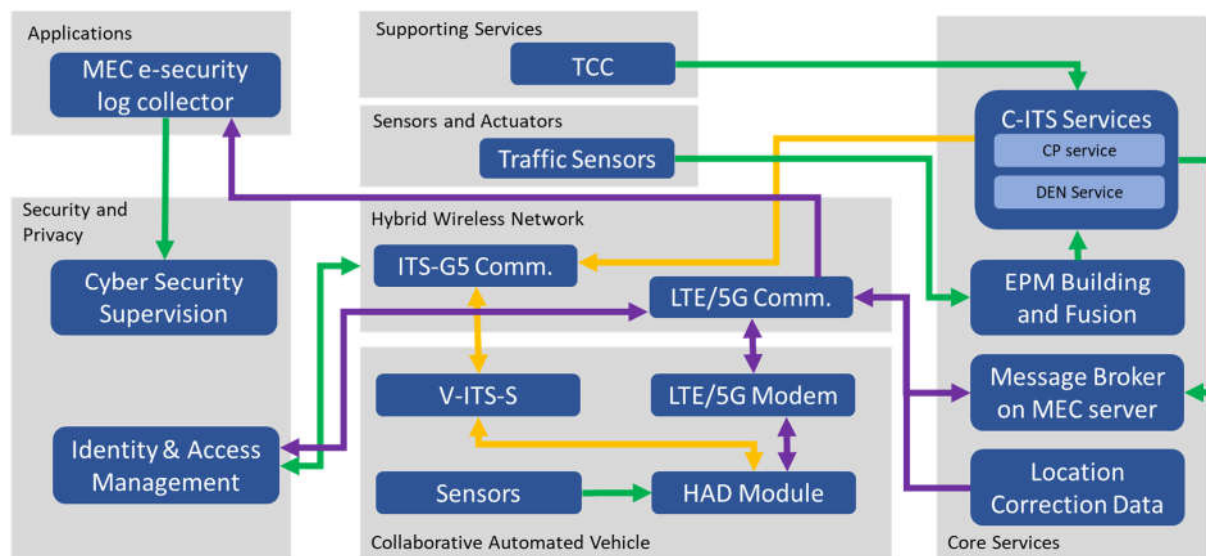 Applications
MEC e-security
log collector
Supporting Services
TCC
Sensors and Actuators
Traffic Sensors
C-ITS Services
CP service
DEN Service
Security and
Privacy
Cyber Security
Supervision
Identity & Access
Management
Hybrid Wireless Network
ITS-G5 Comm.
LTE/5G Comm.
V-ITS-S
LTE/5G Modem
Sensors
HAD Module
Collaborative Automated Vehicle
EPM Building
and Fusion
Message Broker
on MEC server
Location
Correction Data
Core Services